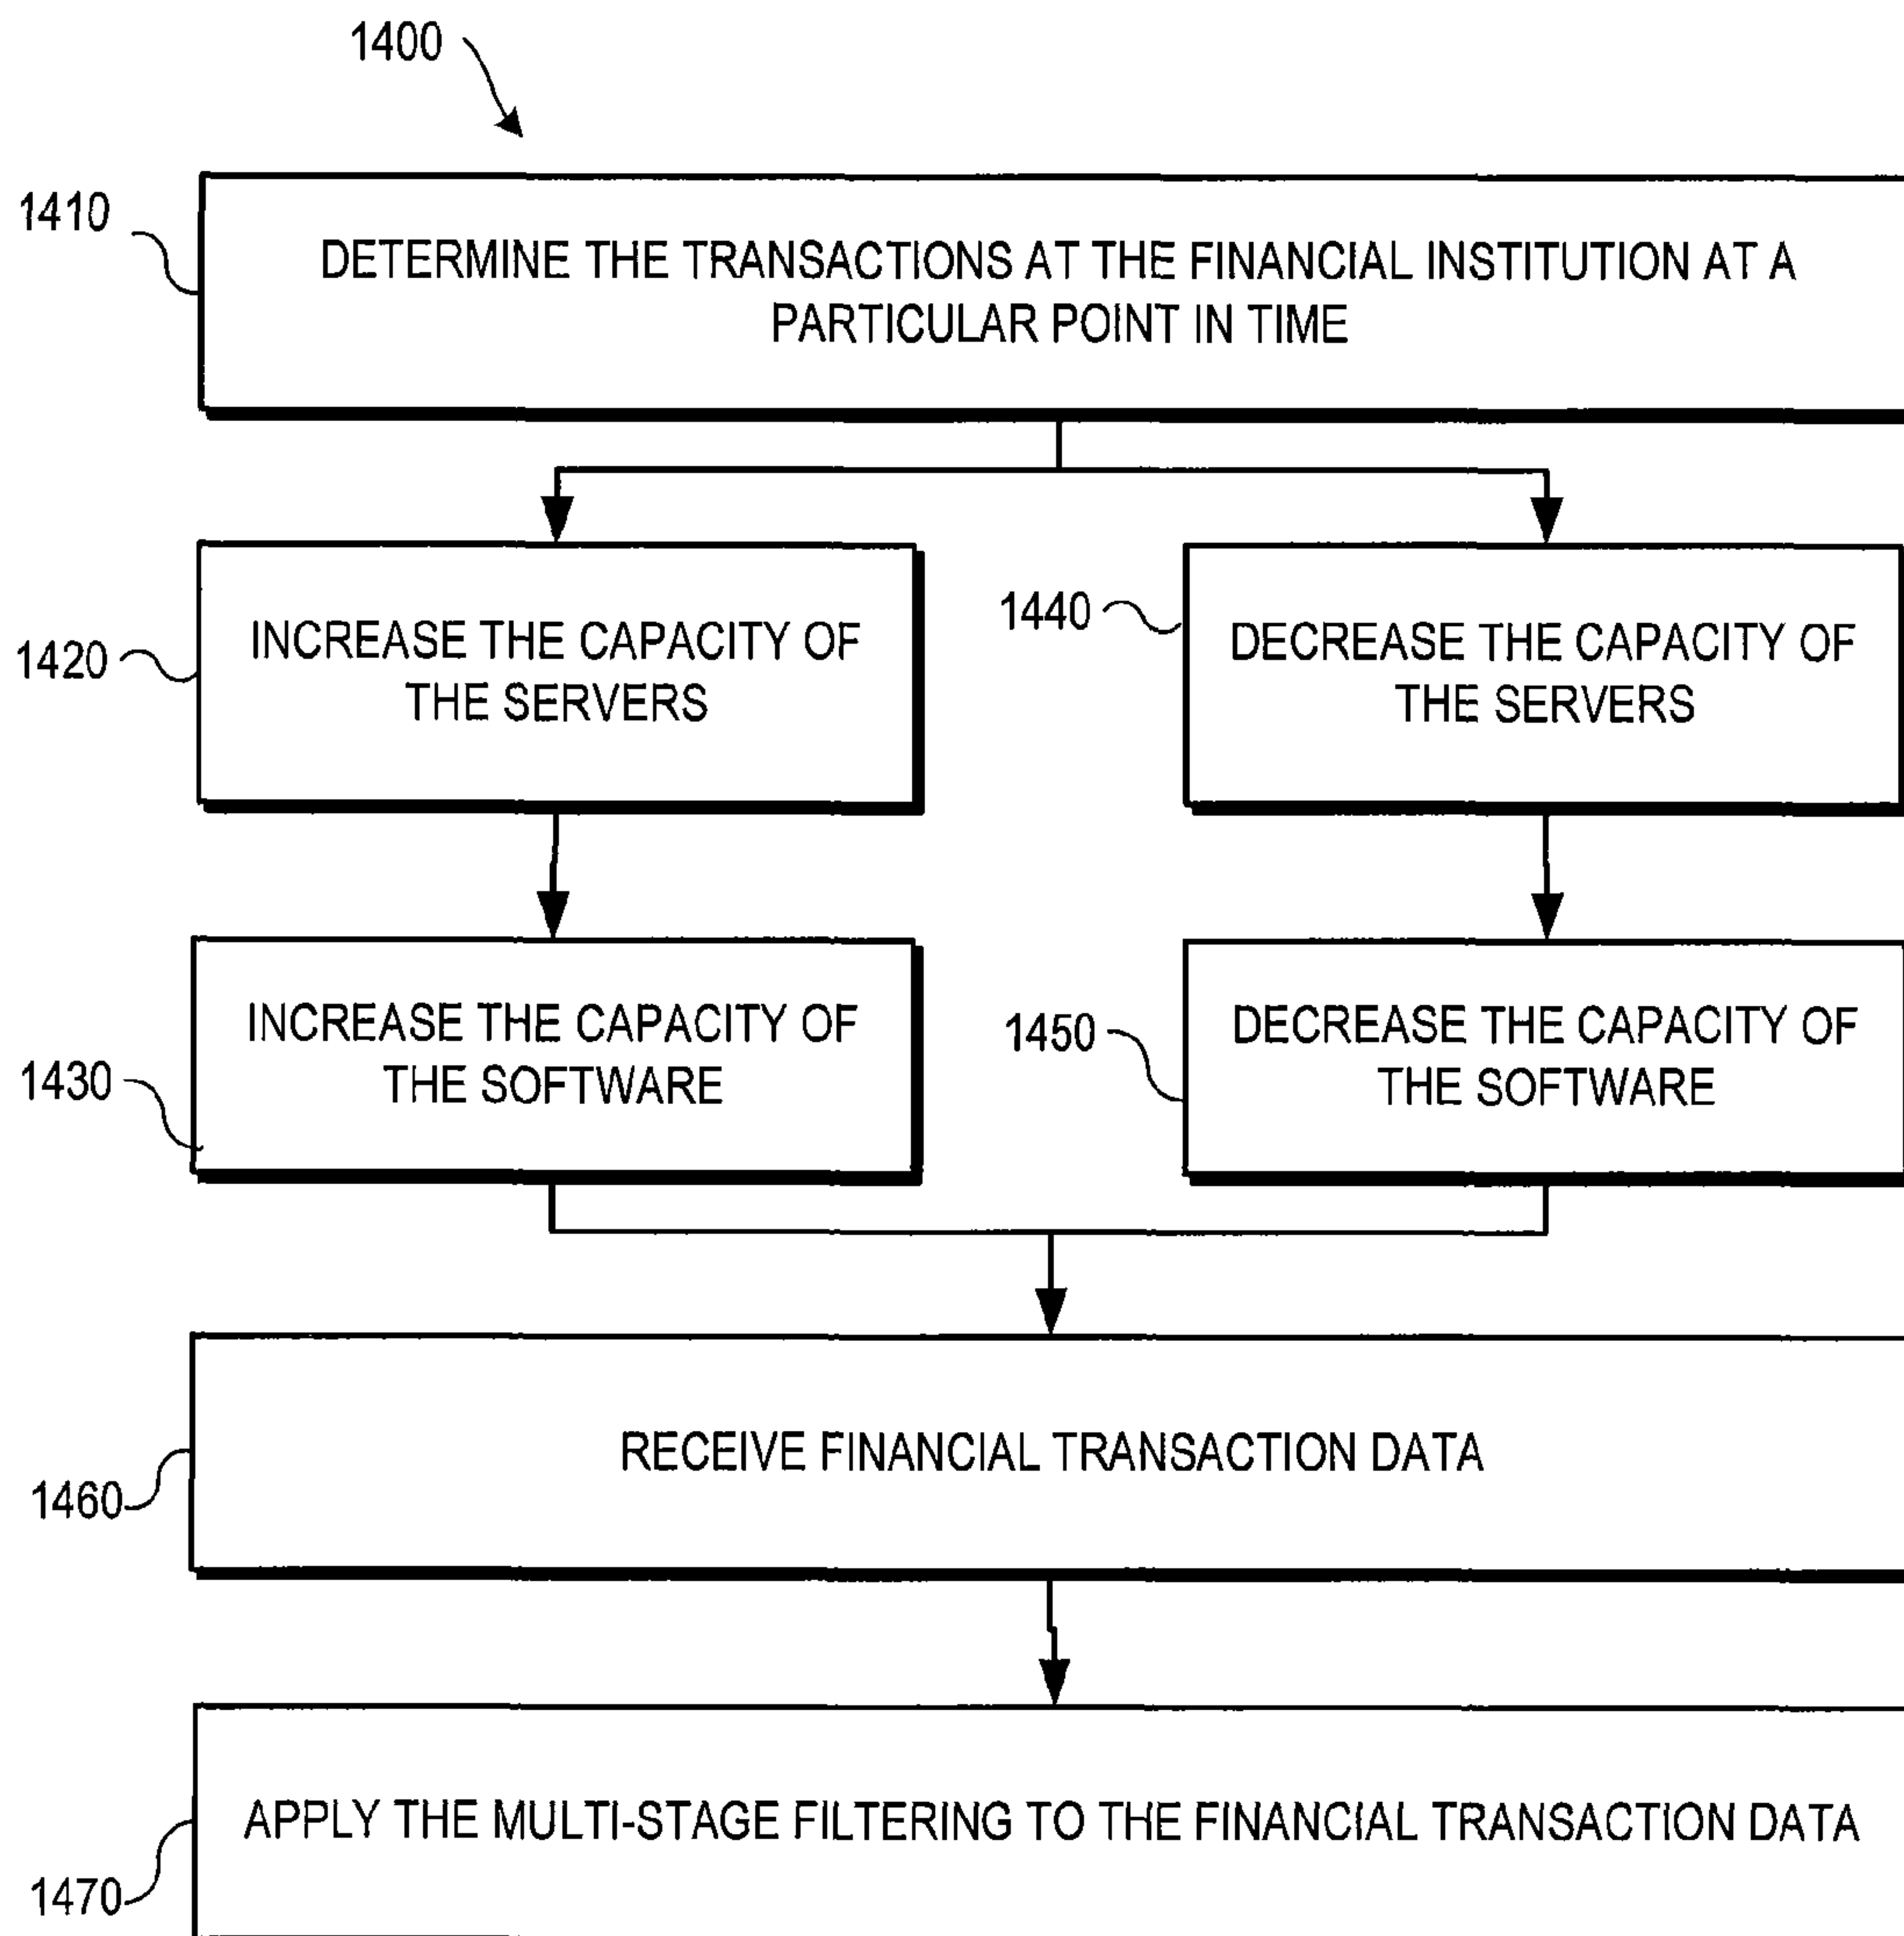 1400
1410
DETERMINE THE TRANSACTIONS AT THE FINANCIAL INSTITUTION AT A
PARTICULAR POINT IN TIME
1420
INCREASE THE CAPACITY OF
THE SERVERS
1440
DECREASE THE CAPACITY OF
THE SERVERS
1430
INCREASE THE CAPACITY OF
THE SOFTWARE
1450
DECREASE THE CAPACITY OF
THE SOFTWARE
1460
RECEIVE FINANCIAL TRANSACTION DATA
1470
APPLY THE MULTI-STAGE FILTERING TO THE FINANCIAL TRANSACTION DATA